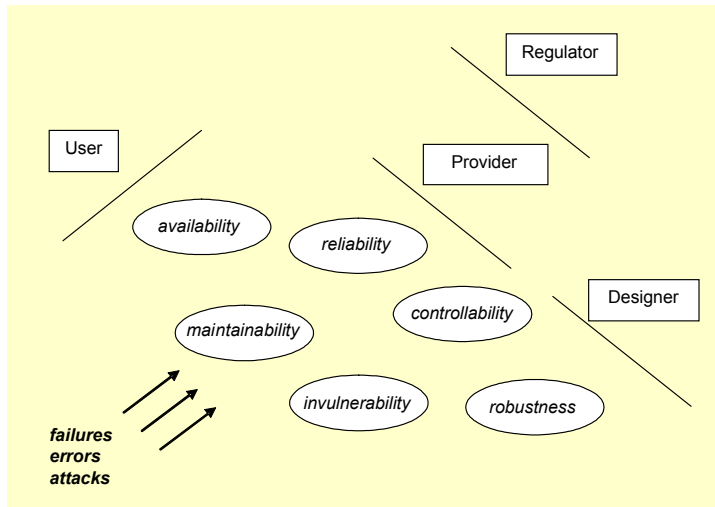 Regulator
User
Provider
availability
reliability
Designer
controllability
maintainability
invulnerability
robustness
failures
errors
attacks